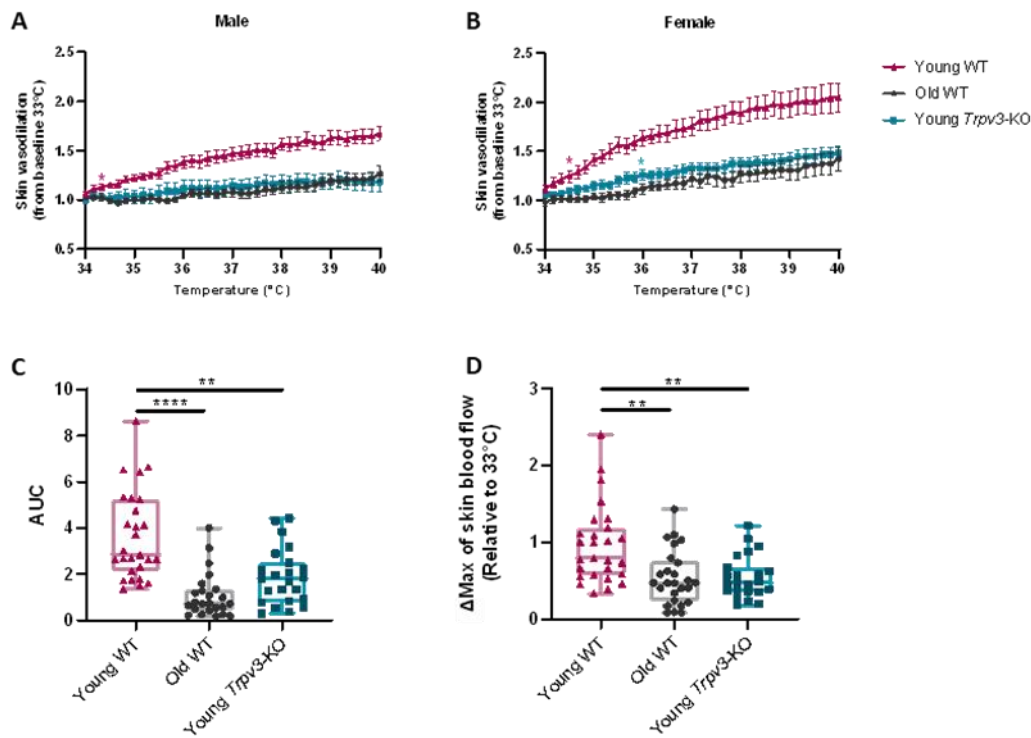 A
Male
Skin vasodilation
(from baseline 33°C)
2.5
2.0
1.5
1.0
0.5
34
35
36
37
38
39
40
Temperature (°C)
*
B
Female
Skin vasodilation
(from baseline 33°C)
2.5
2.0
1.5
1.0
0.5
34
35
36
37
38
39
40
Temperature (°C)
*
*
Young WT
Old WT
Young Trpv3-KO
C
AUC
10
8
6
4
2
0
**
****
Young WT
Old WT
Young Trpv3-KO
D
ΔMax of skin blood flow
(Relative to 33°C)
3
2
1
0
**
**
Young WT
Old WT
Young Trpv3-KO